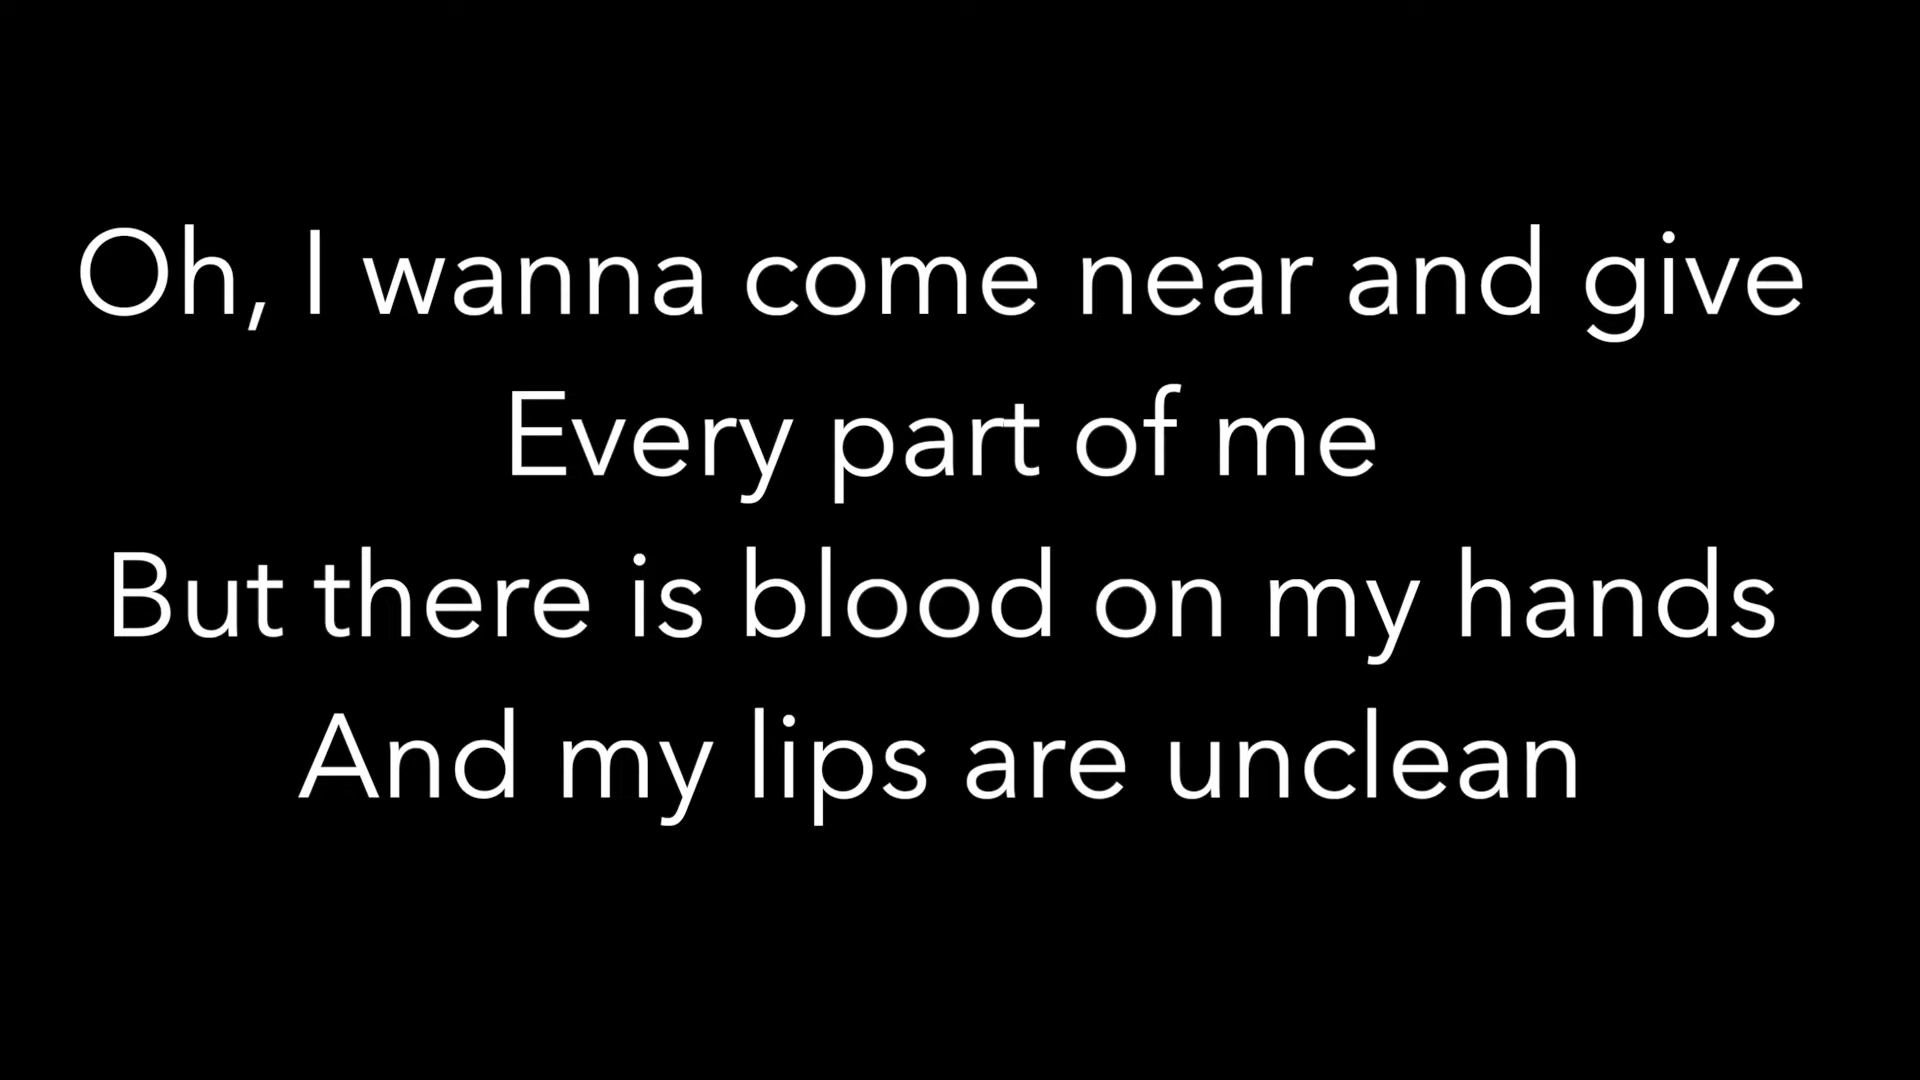 Oh, I wanna come near and give
Every part of me
But there is blood on my hands
And my lips are unclean